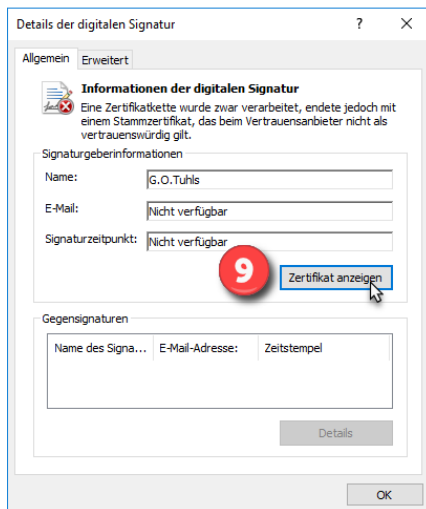 Details der digitalen Signatur
Allgemein Erweitert
Informationen der digitalen Signatur
Eine Zertifikatkette wurde zwar verarbeitet, endete jedoch mit
einem Stammzertifikat, das beim Vertrauensanbieter nicht als
vertrauenswürdig gilt.
Signaturgeberinformationen
Name: G.O.Tuhls
E-Mail: Nicht verfügbar
Signaturzeitpunkt: Nicht verfügbar
9 Zertifikat anzeigen
Gegensignaturen
Name des Signa... E-Mail-Adresse: Zeitstempel
Details
OK